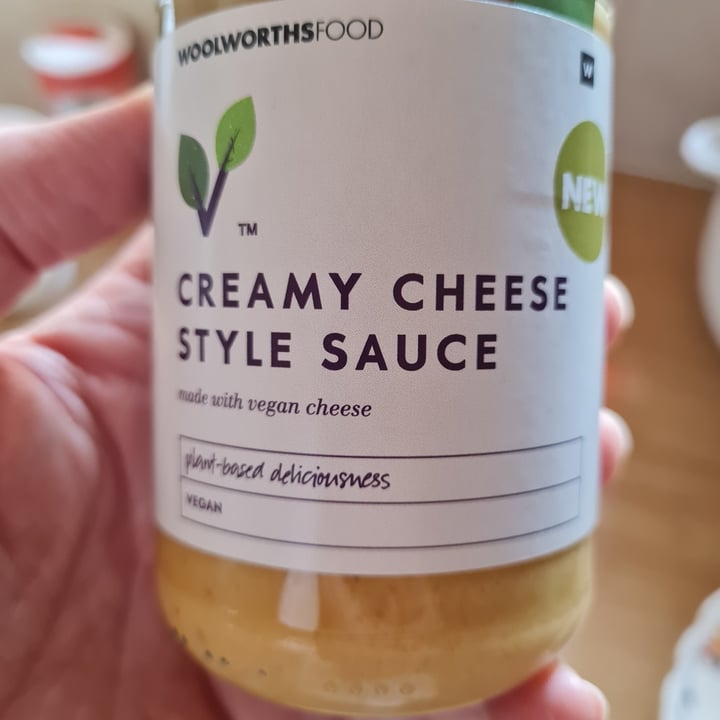 WOOLWORTHSFOOD
W
NEW
TM
CREAMY CHEESE
STYLE SAUCE
made with vegan cheese
plant-based deliciousness
VEGAN